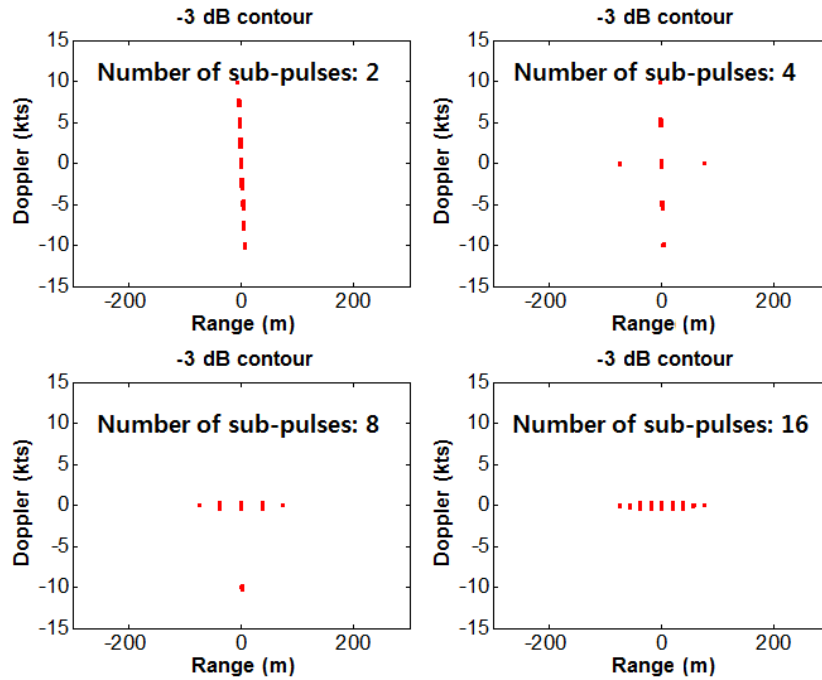 -3 dB contour
Number of sub-pulses: 2
15
10
5
0
-5
-10
-15
Doppler (kts)
-200
0
200
Range (m)
-3 dB contour
Number of sub-pulses: 4
15
10
5
0
-5
-10
-15
Doppler (kts)
-200
0
200
Range (m)
-3 dB contour
Number of sub-pulses: 8
15
10
5
0
-5
-10
-15
Doppler (kts)
-200
0
200
Range (m)
-3 dB contour
Number of sub-pulses: 16
15
10
5
0
-5
-10
-15
Doppler (kts)
-200
0
200
Range (m)